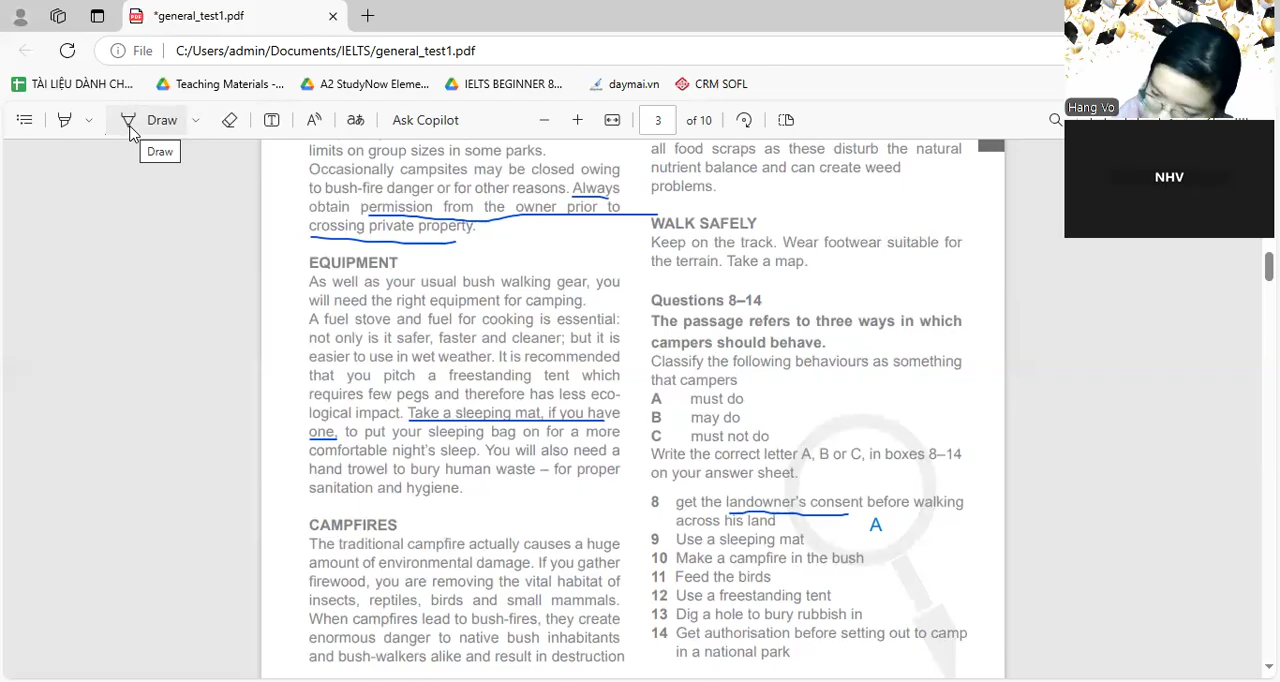 *general_test1.pdf
File
C:/Users/admin/Documents/IELTS/general_test1.pdf
TÀI LIỆU DÀNH CH...
Teaching Materials -...
A2 StudyNow Eleme...
IELTS BEGINNER 8...
daymai.vn
CRM SOFL
Draw
Ask Copilot
3 of 10
Draw
Hang Vo
NHV
limits on group sizes in some parks.
Occasionally campsites may be closed owing
to bush-fire danger or for other reasons. Always
obtain permission from the owner prior to
crossing private property.
EQUIPMENT
As well as your usual bush walking gear, you
will need the right equipment for camping.
A fuel stove and fuel for cooking is essential:
not only is it safer, faster and cleaner; but it is
easier to use in wet weather. It is recommended
that you pitch a freestanding tent which
requires few pegs and therefore has less eco-
logical impact. Take a sleeping mat, if you have
one, to put your sleeping bag on for a more
comfortable night's sleep. You will also need a
hand trowel to bury human waste – for proper
sanitation and hygiene.
CAMPFIRES
The traditional campfire actually causes a huge
amount of environmental damage. If you gather
firewood, you are removing the vital habitat of
insects, reptiles, birds and small mammals.
When campfires lead to bush-fires, they create
enormous danger to native bush inhabitants
and bush-walkers alike and result in destruction
all food scraps as these disturb the natural
nutrient balance and can create weed
problems.
WALK SAFELY
Keep on the track. Wear footwear suitable for
the terrain. Take a map.
Questions 8–14
The passage refers to three ways in which
campers should behave.
Classify the following behaviours as something
that campers
A must do
B may do
C must not do
Write the correct letter A, B or C, in boxes 8–14
on your answer sheet.
8 get the landowner's consent before walking
across his land
A
9 Use a sleeping mat
10 Make a campfire in the bush
11 Feed the birds
12 Use a freestanding tent
13 Dig a hole to bury rubbish in
14 Get authorisation before setting out to camp
in a national park